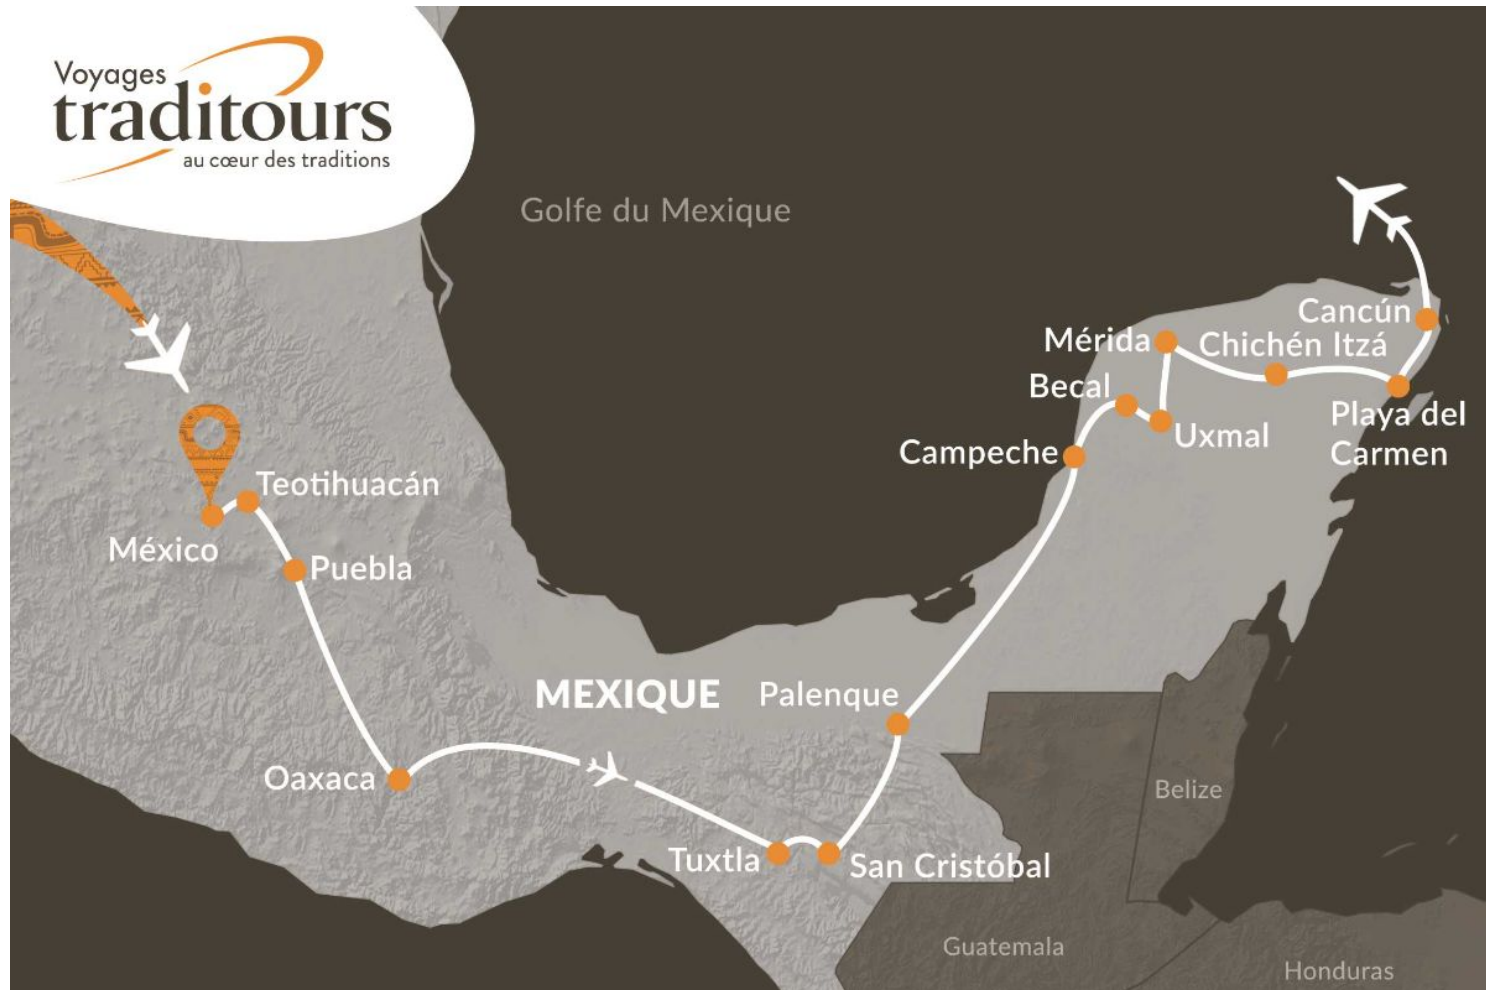 Voyages
traditours
au cœur des traditions
Golfe du Mexique
Cancún
Mérida
Chichén Itzá
Becal
Playa del
Carmen
Uxmal
Campeche
Teotihuacán
México
Puebla
MEXIQUE
Palenque
Oaxaca
Belize
Tuxtla
San Cristóbal
Guatemala
Honduras